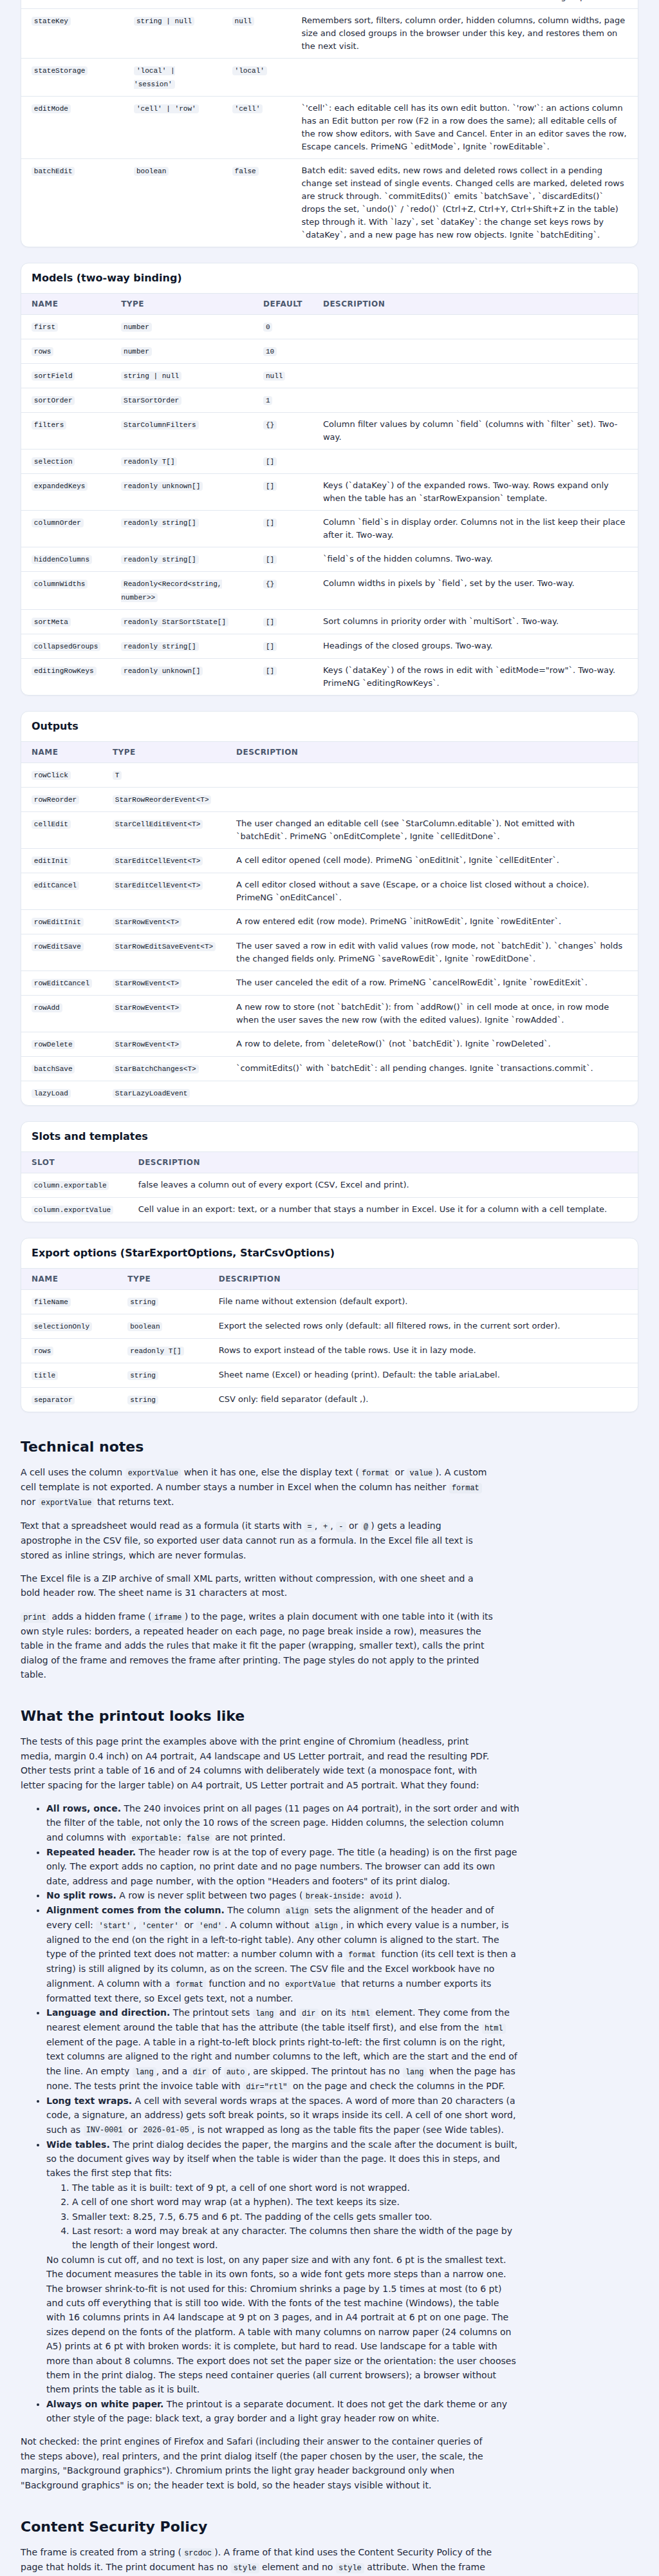 stateKey string | null null Remembers sort, filters, column order, hidden columns, column widths, page
size and closed groups in the browser under this key, and restores them on
the next visit.
stateStorage 'local' | 'local'
'session'
editMode 'cell' | 'row' 'cell' `'cell'`: each editable cell has its own edit button. `'row'`: an actions column
has an Edit button per row (F2 in a row does the same); all editable cells of
the row show editors, with Save and Cancel. Enter in an editor saves the row,
Escape cancels. PrimeNG `editMode`, Ignite `rowEditable`.
batchEdit boolean false Batch edit: saved edits, new rows and deleted rows collect in a pending
change set instead of single events. Changed cells are marked, deleted rows
are struck through. `commitEdits()` emits `batchSave`, `discardEdits()`
drops the set, `undo()` / `redo()` (Ctrl+Z, Ctrl+Y, Ctrl+Shift+Z in the table)
step through it. With `lazy`, set `dataKey`: the change set keys rows by
`dataKey`, and a new page has new row objects. Ignite `batchEditing`.
Models (two-way binding)
NAME TYPE DEFAULT DESCRIPTION
first number 0
rows number 10
sortField string | null null
sortOrder StarSortOrder 1
filters StarColumnFilters {} Column filter values by column `field` (columns with `filter` set). Two-
way.
selection readonly T[] []
expandedKeys readonly unknown[] [] Keys (`dataKey`) of the expanded rows. Two-way. Rows expand only
when the table has an `starRowExpansion` template.
columnOrder readonly string[] [] Column `field`s in display order. Columns not in the list keep their place
after it. Two-way.
hiddenColumns readonly string[] [] `field`s of the hidden columns. Two-way.
columnWidths Readonly<Record<string, {} Column widths in pixels by `field`, set by the user. Two-way.
number>>
sortMeta readonly StarSortState[] [] Sort columns in priority order with `multiSort`. Two-way.
collapsedGroups readonly string[] [] Headings of the closed groups. Two-way.
editingRowKeys readonly unknown[] [] Keys (`dataKey`) of the rows in edit with `editMode="row"`. Two-way.
PrimeNG `editingRowKeys`.
Outputs
NAME TYPE DESCRIPTION
rowClick T
rowReorder StarRowReorderEvent<T>
cellEdit StarCellEditEvent<T> The user changed an editable cell (see `StarColumn.editable`). Not emitted with
`batchEdit`. PrimeNG `onEditComplete`, Ignite `cellEditDone`.
editInit StarEditCellEvent<T> A cell editor opened (cell mode). PrimeNG `onEditInit`, Ignite `cellEditEnter`.
editCancel StarEditCellEvent<T> A cell editor closed without a save (Escape, or a choice list closed without a choice).
PrimeNG `onEditCancel`.
rowEditInit StarRowEvent<T> A row entered edit (row mode). PrimeNG `initRowEdit`, Ignite `rowEditEnter`.
rowEditSave StarRowEditSaveEvent<T> The user saved a row in edit with valid values (row mode, not `batchEdit`). `changes` holds
the changed fields only. PrimeNG `saveRowEdit`, Ignite `rowEditDone`.
rowEditCancel StarRowEvent<T> The user canceled the edit of a row. PrimeNG `cancelRowEdit`, Ignite `rowEditExit`.
rowAdd StarRowEvent<T> A new row to store (not `batchEdit`): from `addRow()` in cell mode at once, in row mode
when the user saves the new row (with the edited values). Ignite `rowAdded`.
rowDelete StarRowEvent<T> A row to delete, from `deleteRow()` (not `batchEdit`). Ignite `rowDeleted`.
batchSave StarBatchChanges<T> `commitEdits()` with `batchEdit`: all pending changes. Ignite `transactions.commit`.
lazyLoad StarLazyLoadEvent
Slots and templates
SLOT DESCRIPTION
column.exportable false leaves a column out of every export (CSV, Excel and print).
column.exportValue Cell value in an export: text, or a number that stays a number in Excel. Use it for a column with a cell template.
Export options (StarExportOptions, StarCsvOptions)
NAME TYPE DESCRIPTION
fileName string File name without extension (default export).
selectionOnly boolean Export the selected rows only (default: all filtered rows, in the current sort order).
rows readonly T[] Rows to export instead of the table rows. Use it in lazy mode.
title string Sheet name (Excel) or heading (print). Default: the table ariaLabel.
separator string CSV only: field separator (default ,).
Technical notes
A cell uses the column exportValue when it has one, else the display text ( format or value ). A custom
cell template is not exported. A number stays a number in Excel when the column has neither format
nor exportValue that returns text.
Text that a spreadsheet would read as a formula (it starts with = , + , - or @ ) gets a leading
apostrophe in the CSV file, so exported user data cannot run as a formula. In the Excel file all text is
stored as inline strings, which are never formulas.
The Excel file is a ZIP archive of small XML parts, written without compression, with one sheet and a
bold header row. The sheet name is 31 characters at most.
print adds a hidden frame ( iframe ) to the page, writes a plain document with one table into it (with its
own style rules: borders, a repeated header on each page, no page break inside a row), measures the
table in the frame and adds the rules that make it fit the paper (wrapping, smaller text), calls the print
dialog of the frame and removes the frame after printing. The page styles do not apply to the printed
table.
What the printout looks like
The tests of this page print the examples above with the print engine of Chromium (headless, print
media, margin 0.4 inch) on A4 portrait, A4 landscape and US Letter portrait, and read the resulting PDF.
Other tests print a table of 16 and of 24 columns with deliberately wide text (a monospace font, with
letter spacing for the larger table) on A4 portrait, US Letter portrait and A5 portrait. What they found:
• All rows, once. The 240 invoices print on all pages (11 pages on A4 portrait), in the sort order and with
the filter of the table, not only the 10 rows of the screen page. Hidden columns, the selection column
and columns with exportable: false are not printed.
• Repeated header. The header row is at the top of every page. The title (a heading) is on the first page
only. The export adds no caption, no print date and no page numbers. The browser can add its own
date, address and page number, with the option "Headers and footers" of its print dialog.
• No split rows. A row is never split between two pages ( break-inside: avoid ).
• Alignment comes from the column. The column align sets the alignment of the header and of
every cell: 'start' , 'center' or 'end' . A column without align , in which every value is a number, is
aligned to the end (on the right in a left-to-right table). Any other column is aligned to the start. The
type of the printed text does not matter: a number column with a format function (its cell text is then a
string) is still aligned by its column, as on the screen. The CSV file and the Excel workbook have no
alignment. A column with a format function and no exportValue that returns a number exports its
formatted text there, so Excel gets text, not a number.
• Language and direction. The printout sets lang and dir on its html element. They come from the
nearest element around the table that has the attribute (the table itself first), and else from the html
element of the page. A table in a right-to-left block prints right-to-left: the first column is on the right,
text columns are aligned to the right and number columns to the left, which are the start and the end of
the line. An empty lang , and a dir of auto , are skipped. The printout has no lang when the page has
none. The tests print the invoice table with dir="rtl" on the page and check the columns in the PDF.
• Long text wraps. A cell with several words wraps at the spaces. A word of more than 20 characters (a
code, a signature, an address) gets soft break points, so it wraps inside its cell. A cell of one short word,
such as INV-0001 or 2026-01-05 , is not wrapped as long as the table fits the paper (see Wide tables).
• Wide tables. The print dialog decides the paper, the margins and the scale after the document is built,
so the document gives way by itself when the table is wider than the page. It does this in steps, and
takes the first step that fits:
1. The table as it is built: text of 9 pt, a cell of one short word is not wrapped.
2. A cell of one short word may wrap (at a hyphen). The text keeps its size.
3. Smaller text: 8.25, 7.5, 6.75 and 6 pt. The padding of the cells gets smaller too.
4. Last resort: a word may break at any character. The columns then share the width of the page by
the length of their longest word.
No column is cut off, and no text is lost, on any paper size and with any font. 6 pt is the smallest text.
The document measures the table in its own fonts, so a wide font gets more steps than a narrow one.
The browser shrink-to-fit is not used for this: Chromium shrinks a page by 1.5 times at most (to 6 pt)
and cuts off everything that is still too wide. With the fonts of the test machine (Windows), the table
with 16 columns prints in A4 landscape at 9 pt on 3 pages, and in A4 portrait at 6 pt on one page. The
sizes depend on the fonts of the platform. A table with many columns on narrow paper (24 columns on
A5) prints at 6 pt with broken words: it is complete, but hard to read. Use landscape for a table with
more than about 8 columns. The export does not set the paper size or the orientation: the user chooses
them in the print dialog. The steps need container queries (all current browsers); a browser without
them prints the table as it is built.
• Always on white paper. The printout is a separate document. It does not get the dark theme or any
other style of the page: black text, a gray border and a light gray header row on white.
Not checked: the print engines of Firefox and Safari (including their answer to the container queries of
the steps above), real printers, and the print dialog itself (the paper chosen by the user, the scale, the
margins, "Background graphics"). Chromium prints the light gray header background only when
"Background graphics" is on; the header text is bold, so the header stays visible without it.
Content Security Policy
The frame is created from a string ( srcdoc ). A frame of that kind uses the Content Security Policy of the
page that holds it. The print document has no style element and no style attribute. When the frame